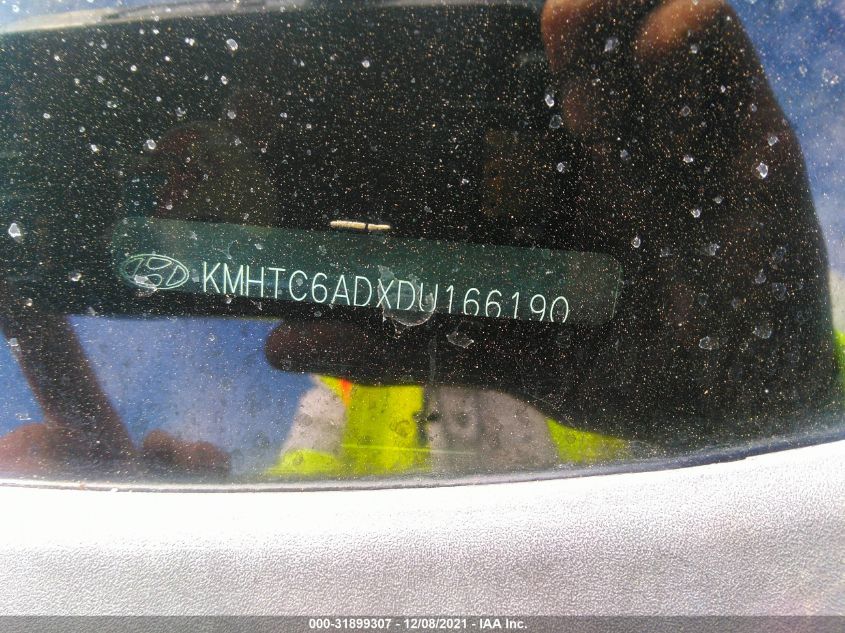 KMHTC6ADXDU166190
000-31899307 - 12/08/2021 - IAA Inc.